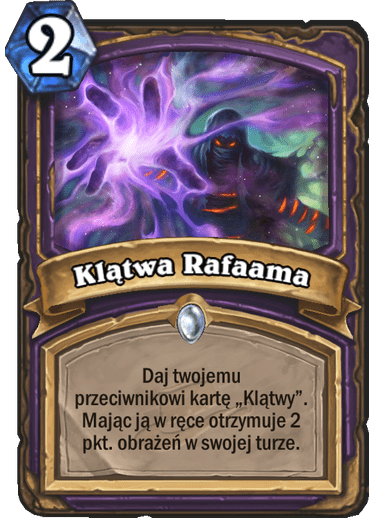 2
Klątwa Rafaama
Daj twojemu
przeciwnikowi kartę „Klątwy”.
Mając ją w ręce otrzymuje 2
pkt. obrażeń w swojej turze.